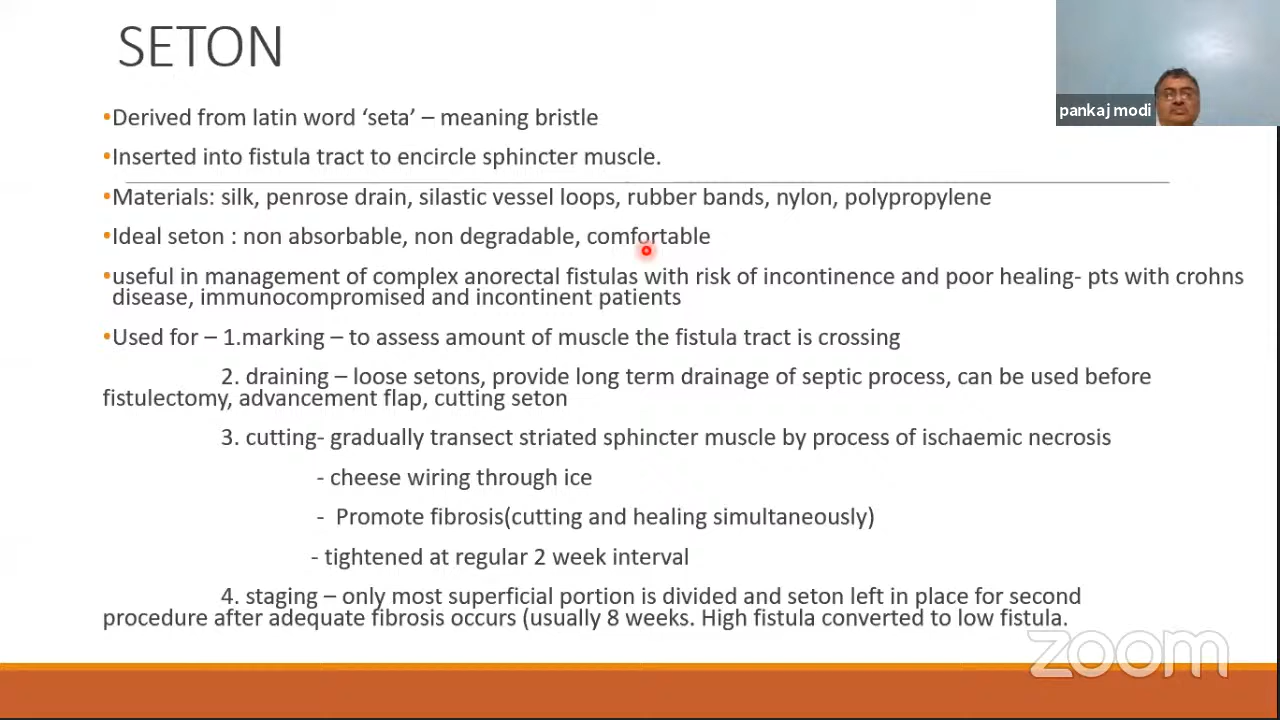 SETON
pankaj modi
•Derived from latin word ‘seta’ – meaning bristle
•Inserted into fistula tract to encircle sphincter muscle.
•Materials: silk, penrose drain, silastic vessel loops, rubber bands, nylon, polypropylene
•Ideal seton : non absorbable, non degradable, comfortable
•useful in management of complex anorectal fistulas with risk of incontinence and poor healing- pts with crohns
disease, immunocompromised and incontinent patients
•Used for – 1.marking – to assess amount of muscle the fistula tract is crossing
2. draining – loose setons, provide long term drainage of septic process, can be used before
fistulectomy, advancement flap, cutting seton
3. cutting- gradually transect striated sphincter muscle by process of ischaemic necrosis
- cheese wiring through ice
- Promote fibrosis(cutting and healing simultaneously)
- tightened at regular 2 week interval
4. staging – only most superficial portion is divided and seton left in place for second
procedure after adequate fibrosis occurs (usually 8 weeks. High fistula converted to low fistula.
zoom